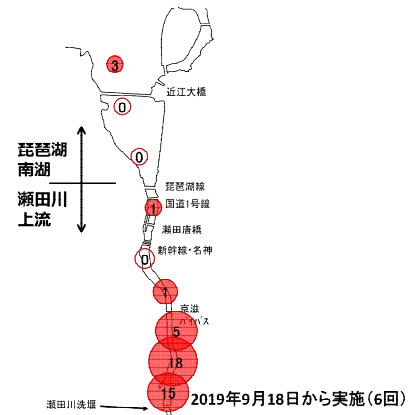 3
近江大橋
0
0
琵琶湖
南湖
瀬田川
上流
琵琶湖線
国道1号線
1
瀬田唐橋
新幹線・名神
0
1
京滋
バイパス
5
18
15
2019年9月18日から実施(6回)
瀬田川洗堰